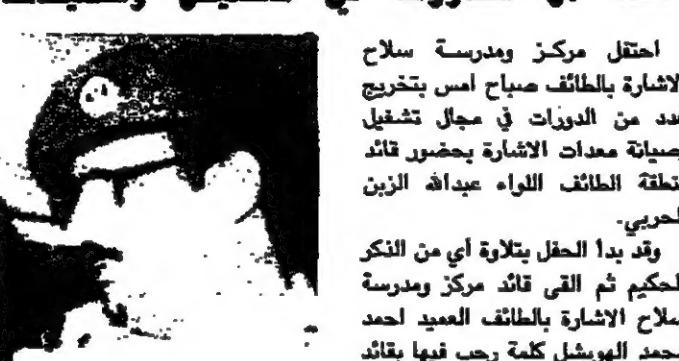 احتفل مركز ومدرسة سلاح
الاشارة بالطائف صباح امس بتخريج
عدد من الدورات في مجال تشغيل
وصيانة معدات الاشارة بحضور قائد
منطقة الطائف اللواء عبدالله الزبن
الحربي.
وقد بدأ الحفل بتلاوة أي من الذكر
الحكيم ثم القى قائد مركز ومدرسة
سلاح الاشارة بالطائف العميد احمد
محمد الهويشل كلمة رحب فيها بقائد